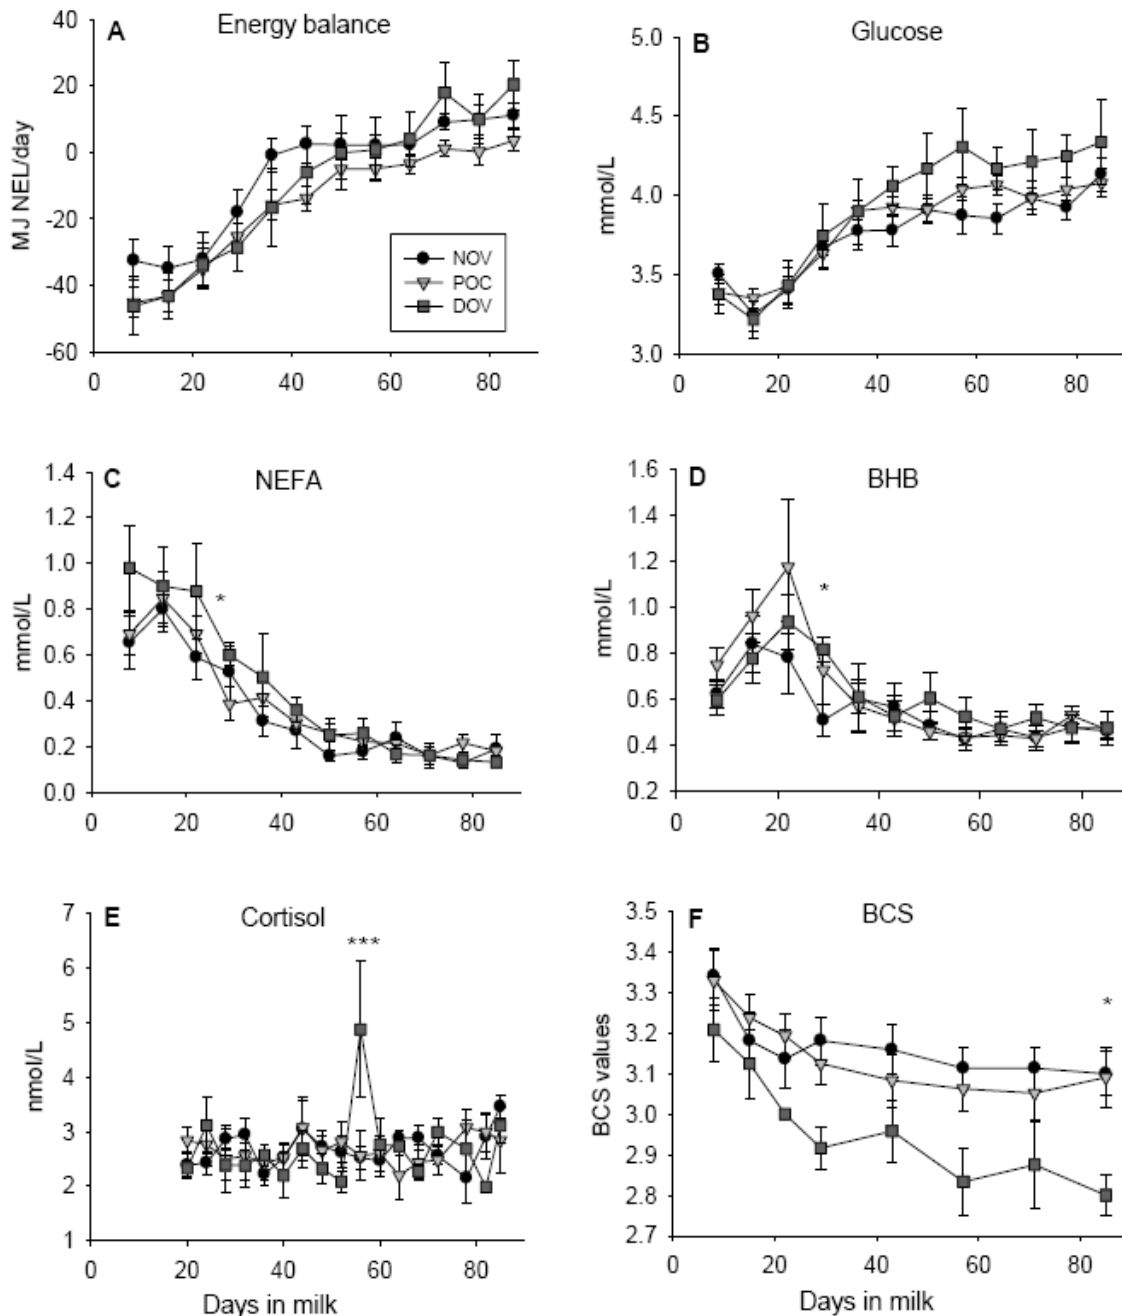 A Energy balance
MJ NEL/day
40
20
0
-20
-40
-60
NOV
POC
DOV
0 20 40 60 80
B Glucose
mmol/L
5.0
4.5
4.0
3.5
3.0
0 20 40 60 80
C NEFA
mmol/L
1.4
1.2
1.0
0.8
0.6
0.4
0.2
0.0
*
0 20 40 60 80
D BHB
mmol/L
1.6
1.4
1.2
1.0
0.8
0.6
0.4
0.2
*
0 20 40 60 80
E Cortisol
nmol/L
7
6
5
4
3
2
1
***
0 20 40 60 80
Days in milk
F BCS
BCS values
3.5
3.4
3.3
3.2
3.1
3.0
2.9
2.8
2.7
*
0 20 40 60 80
Days in milk